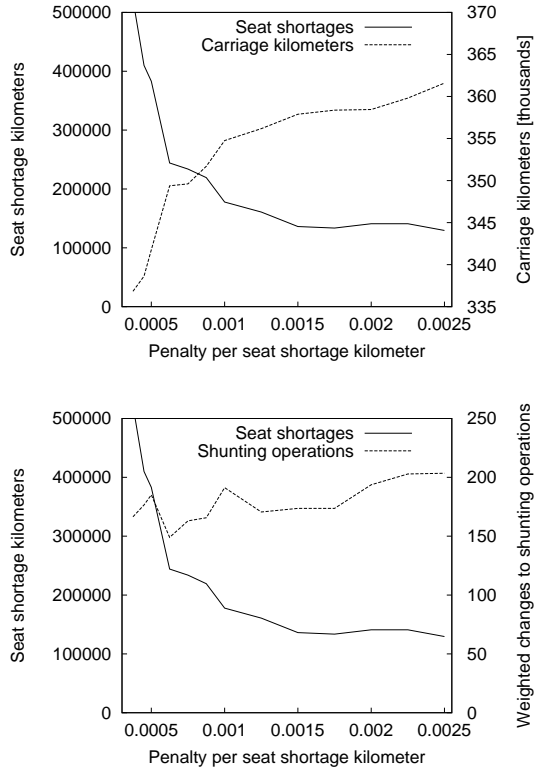 Seat shortages
Carriage kilometers
500000
400000
300000
200000
100000
0
370
365
360
355
350
345
340
335
0.0005 0.001 0.0015 0.002 0.0025
Seat shortage kilometers
Carriage kilometers [thousands]
Penalty per seat shortage kilometer
Seat shortages
Shunting operations
500000
400000
300000
200000
100000
0
250
200
150
100
50
0
0.0005 0.001 0.0015 0.002 0.0025
Seat shortage kilometers
Weighted changes to shunting operations
Penalty per seat shortage kilometer